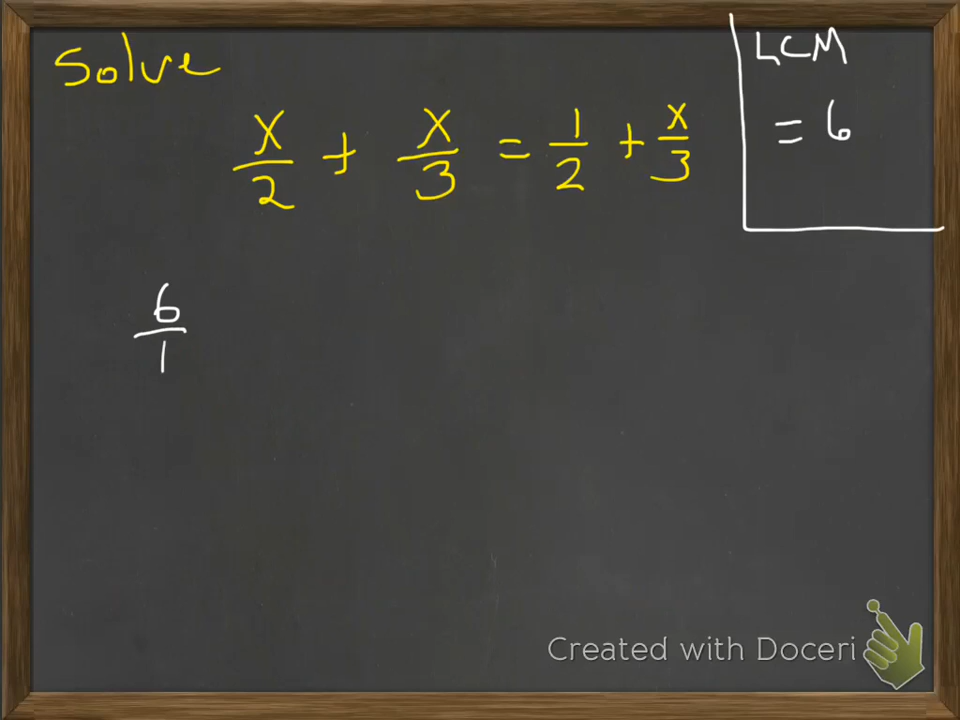 Solve
x/2 + x/3 = 1/2 + x/3
LCM
= 6
6/1
Created with Doceri